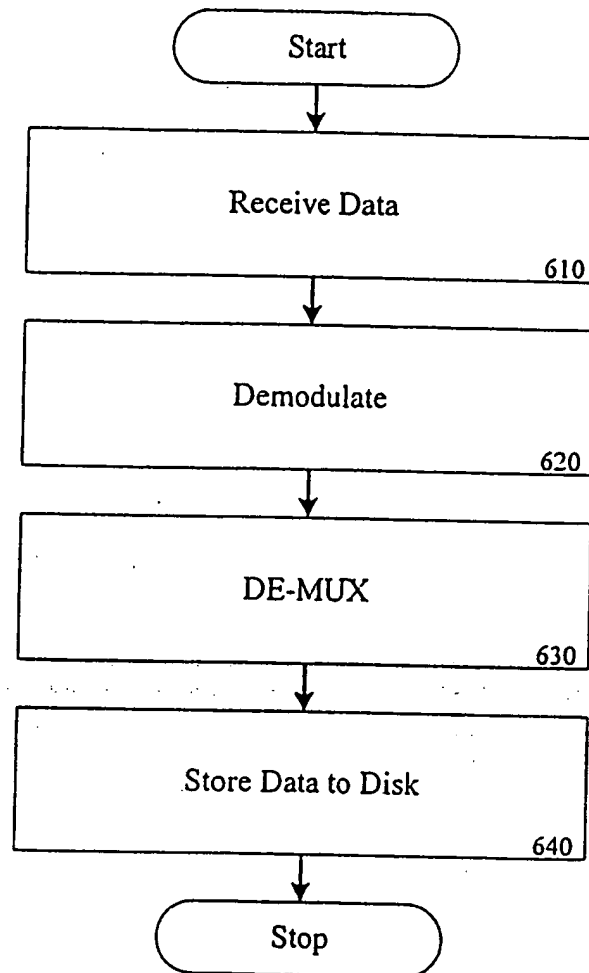 Start
Receive Data
610
Demodulate
620
DE-MUX
630
Store Data to Disk
640
Stop